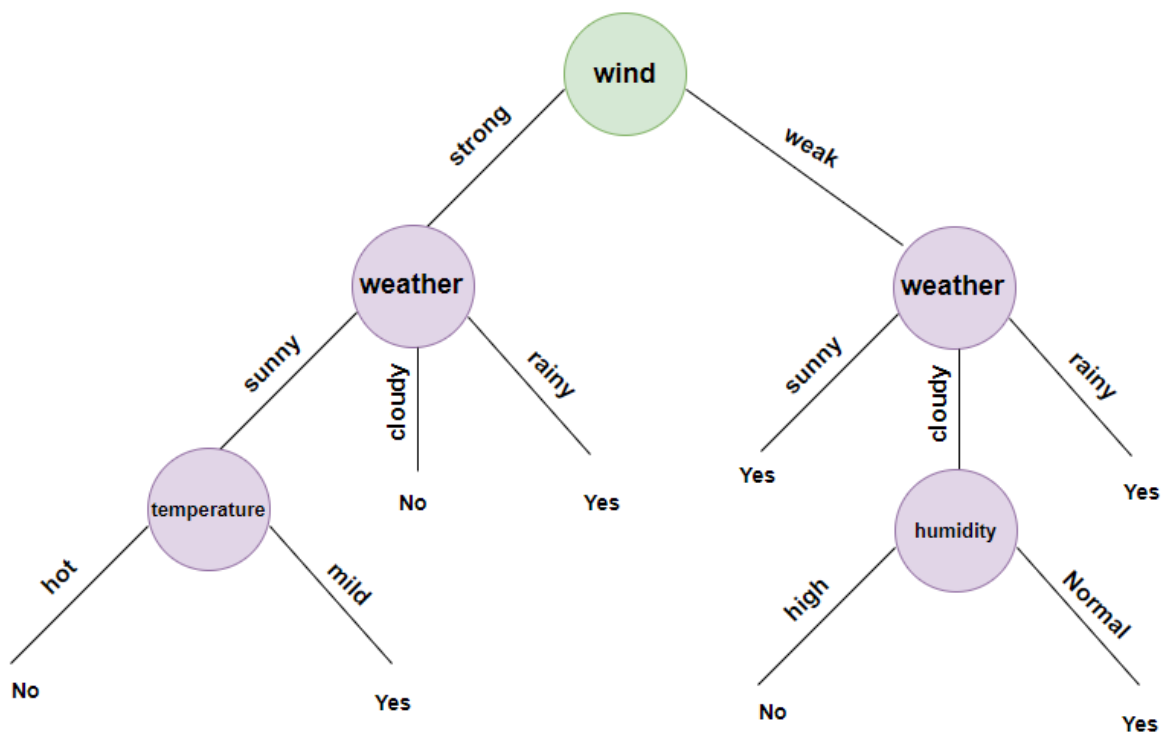 wind
strong
weak
weather
weather
sunny
cloudy
rainy
sunny
cloudy
rainy
temperature
No
Yes
Yes
humidity
Yes
hot
mild
high
Normal
No
Yes
No
Yes